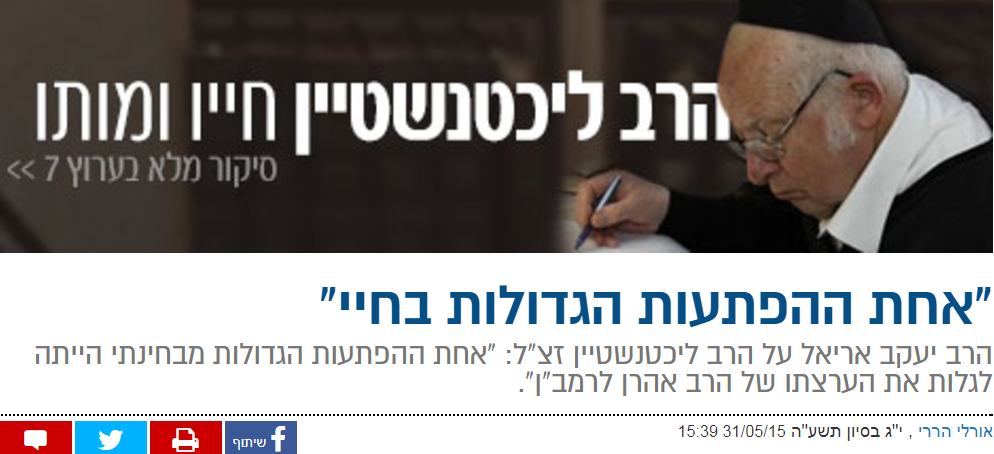 הרב ליכטנשטיין חייו ומותו
סיקור מלא בערוץ 7 >>
"אחת ההפתעות הגדולות בחיי"
הרב יעקב אריאל על הרב ליכטנשטיין זצ"ל: "אחת ההפתעות הגדולות מבחינתי הייתה
לגלות את הערצתו של הרב אהרן לרמב"ן".
אורלי הררי , י"ג בסיון תשע"ה 31/05/15 15:39
שיתוף